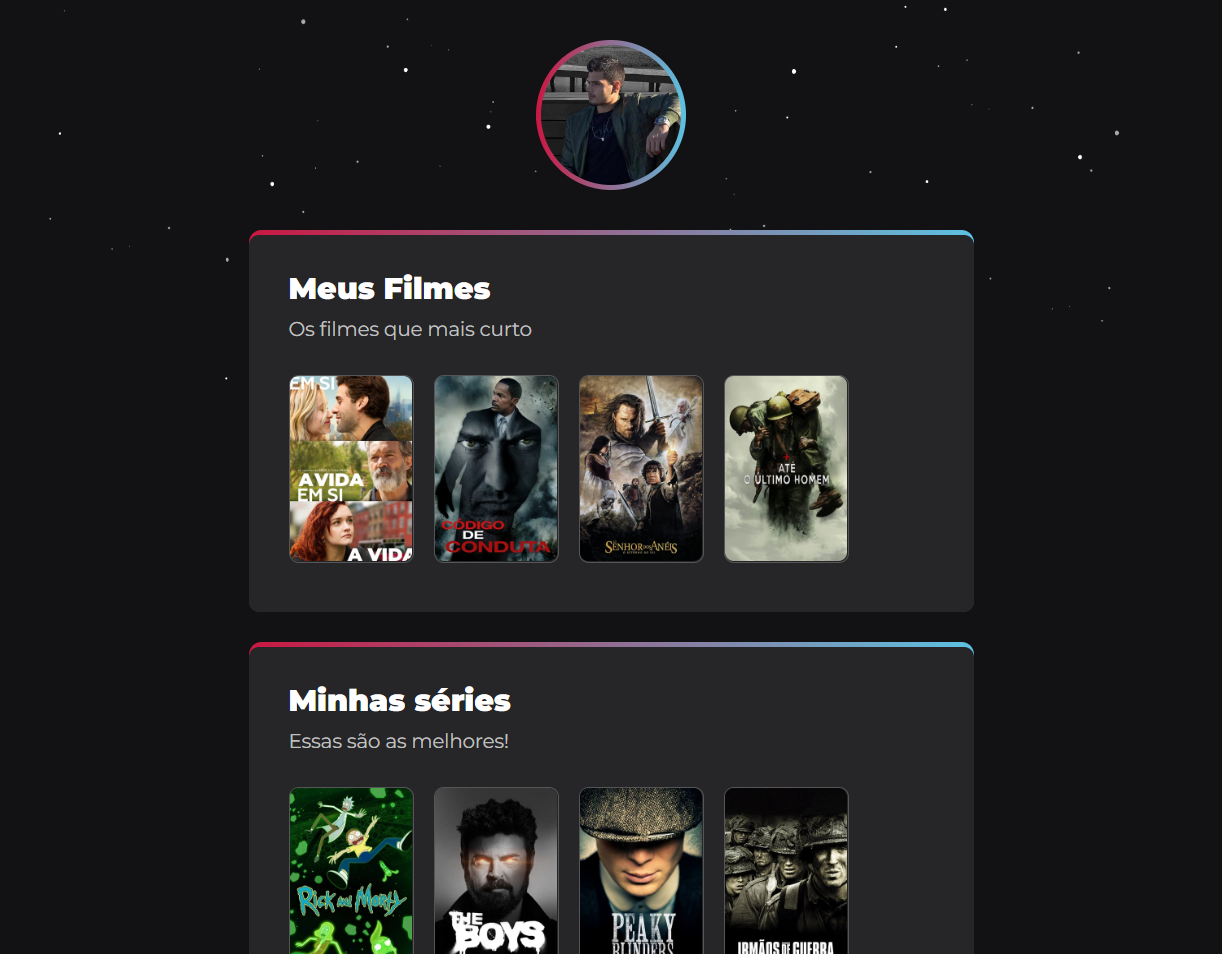 Meus Filmes
Os filmes que mais curto
EM SI
A VIDA
EM SI
A VIDA
CÓDIGO
DE
CONDUTA
O SENHOR DOS ANÉIS
ATÉ
O ÚLTIMO HOMEM
Minhas séries
Essas são as melhores!
RICK AND MORTY
THE
BOYS
PEAKY
BLINDERS
IRMÃOS DE GUERRA